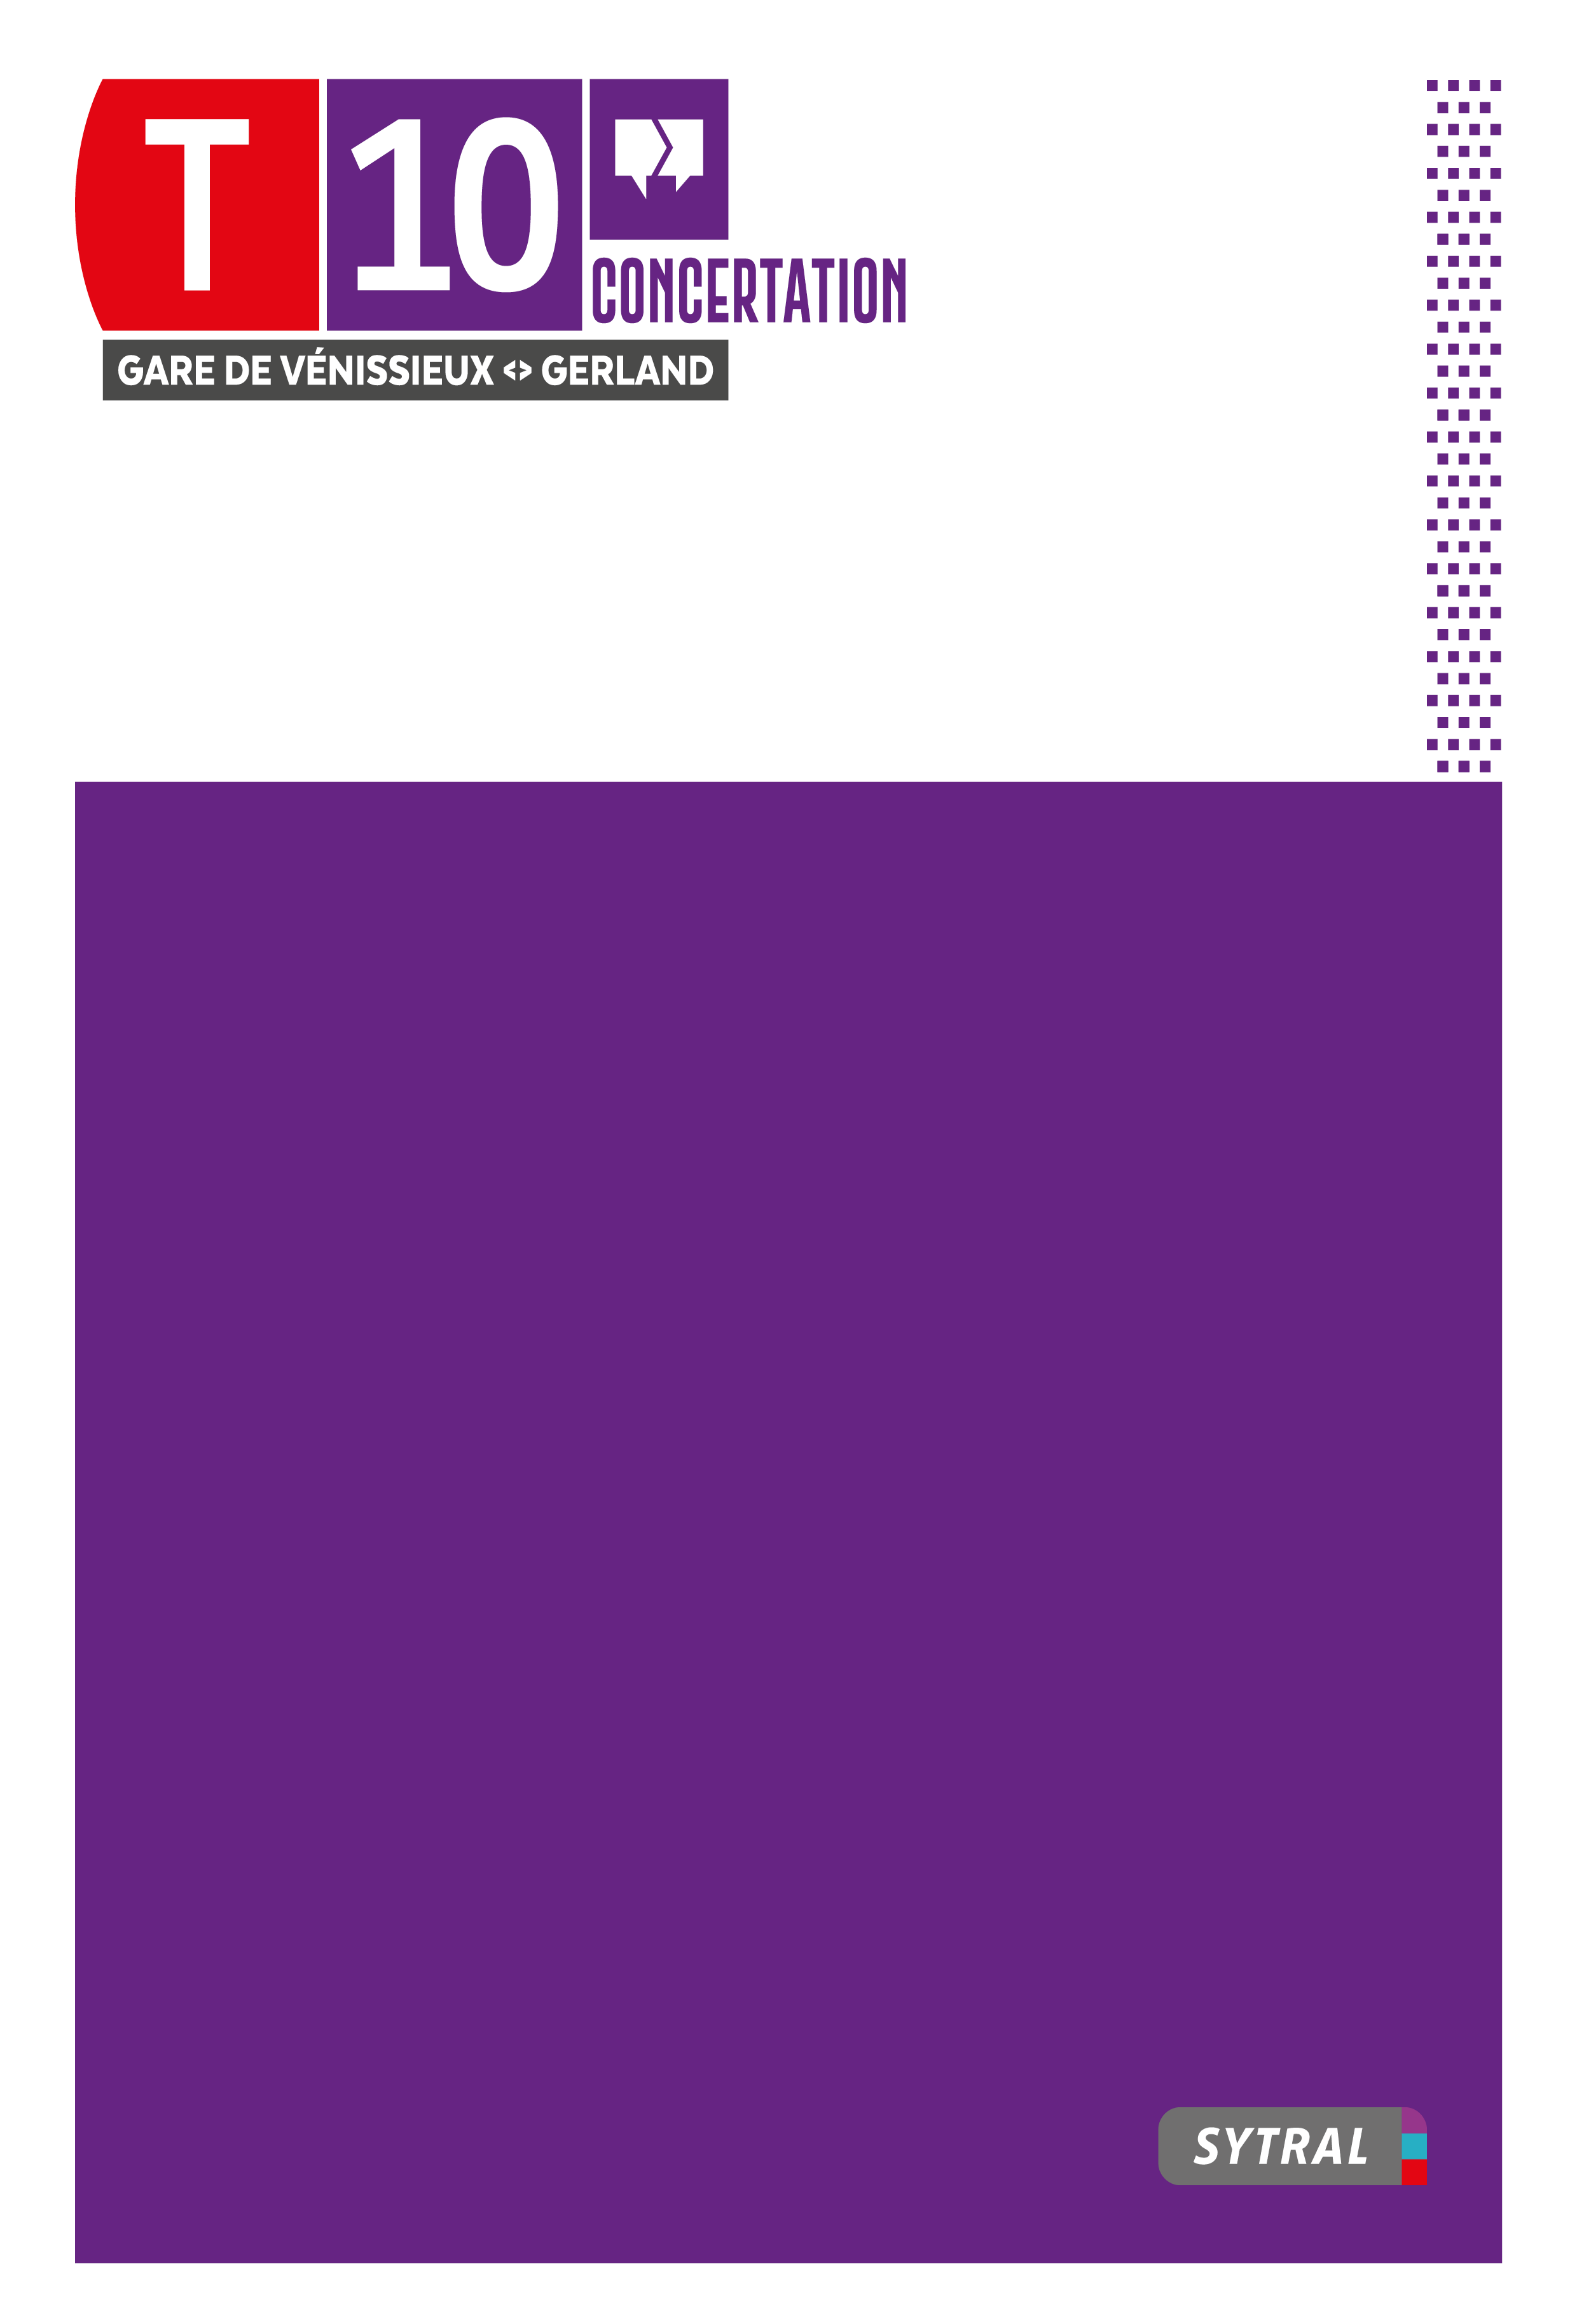 T 10
CONCERTATION
GARE DE VÉNISSIEUX <> GERLAND
SYTRAL